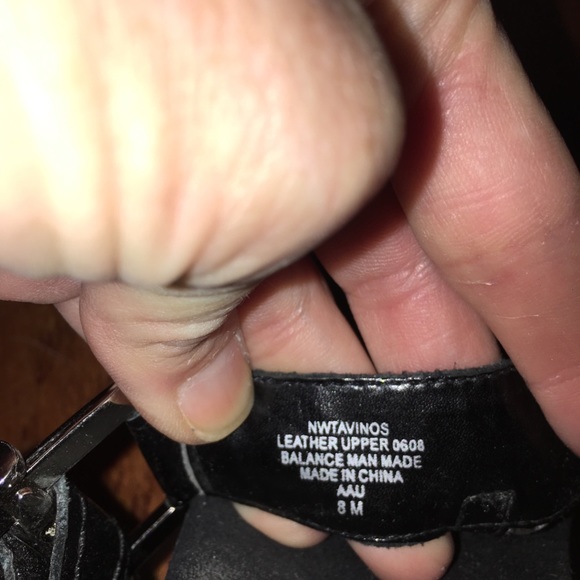 NWTAVINOS
LEATHER UPPER 0608
BALANCE MAN MADE
MADE IN CHINA
AAU
8 M